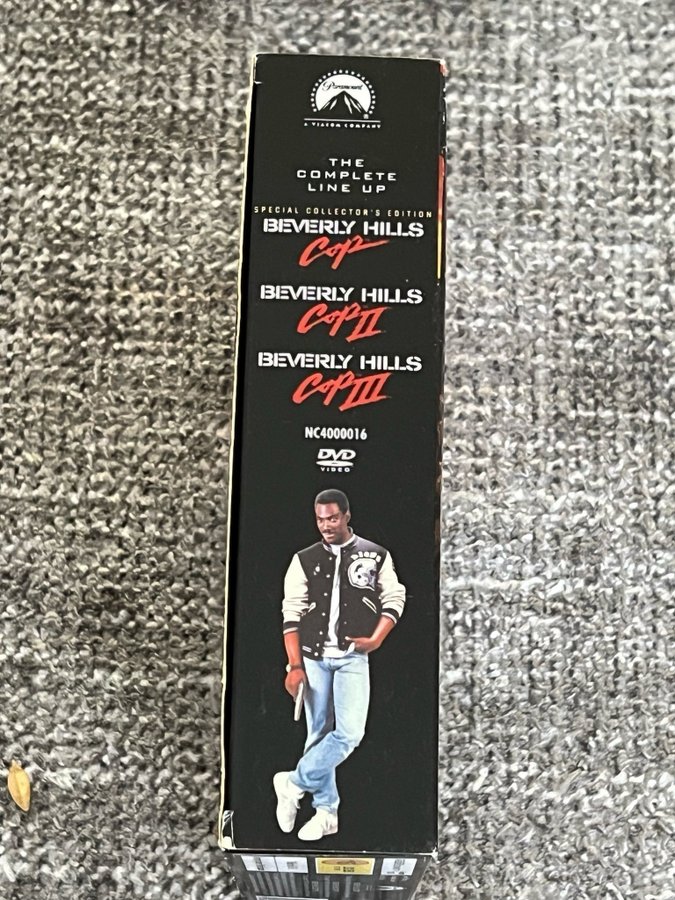 Paramount
A VIACOM COMPANY
THE
COMPLETE
LINE UP
SPECIAL COLLECTOR'S EDITION
BEVERLY HILLS
Cop
BEVERLY HILLS
Cop II
BEVERLY HILLS
Cop III
NC4000016
DVD
VIDEO
LIONS